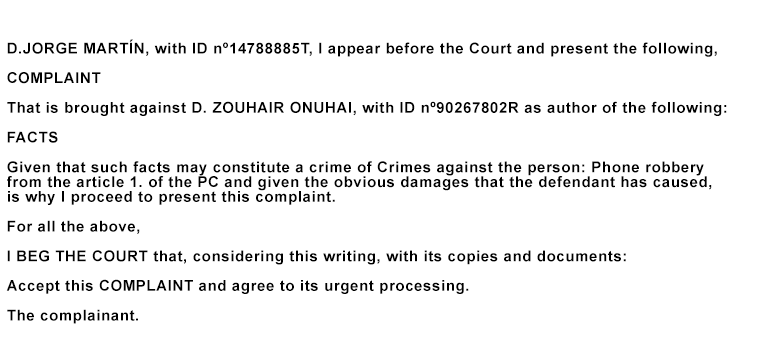 D.JORGE MARTÍN, with ID nº14788885T, I appear before the Court and present the following,
COMPLAINT
That is brought against D. ZOUHAIR ONUHAI, with ID nº90267802R as author of the following:
FACTS
Given that such facts may constitute a crime of Crimes against the person: Phone robbery
from the article 1. of the PC and given the obvious damages that the defendant has caused,
is why I proceed to present this complaint.
For all the above,
I BEG THE COURT that, considering this writing, with its copies and documents:
Accept this COMPLAINT and agree to its urgent processing.
The complainant.